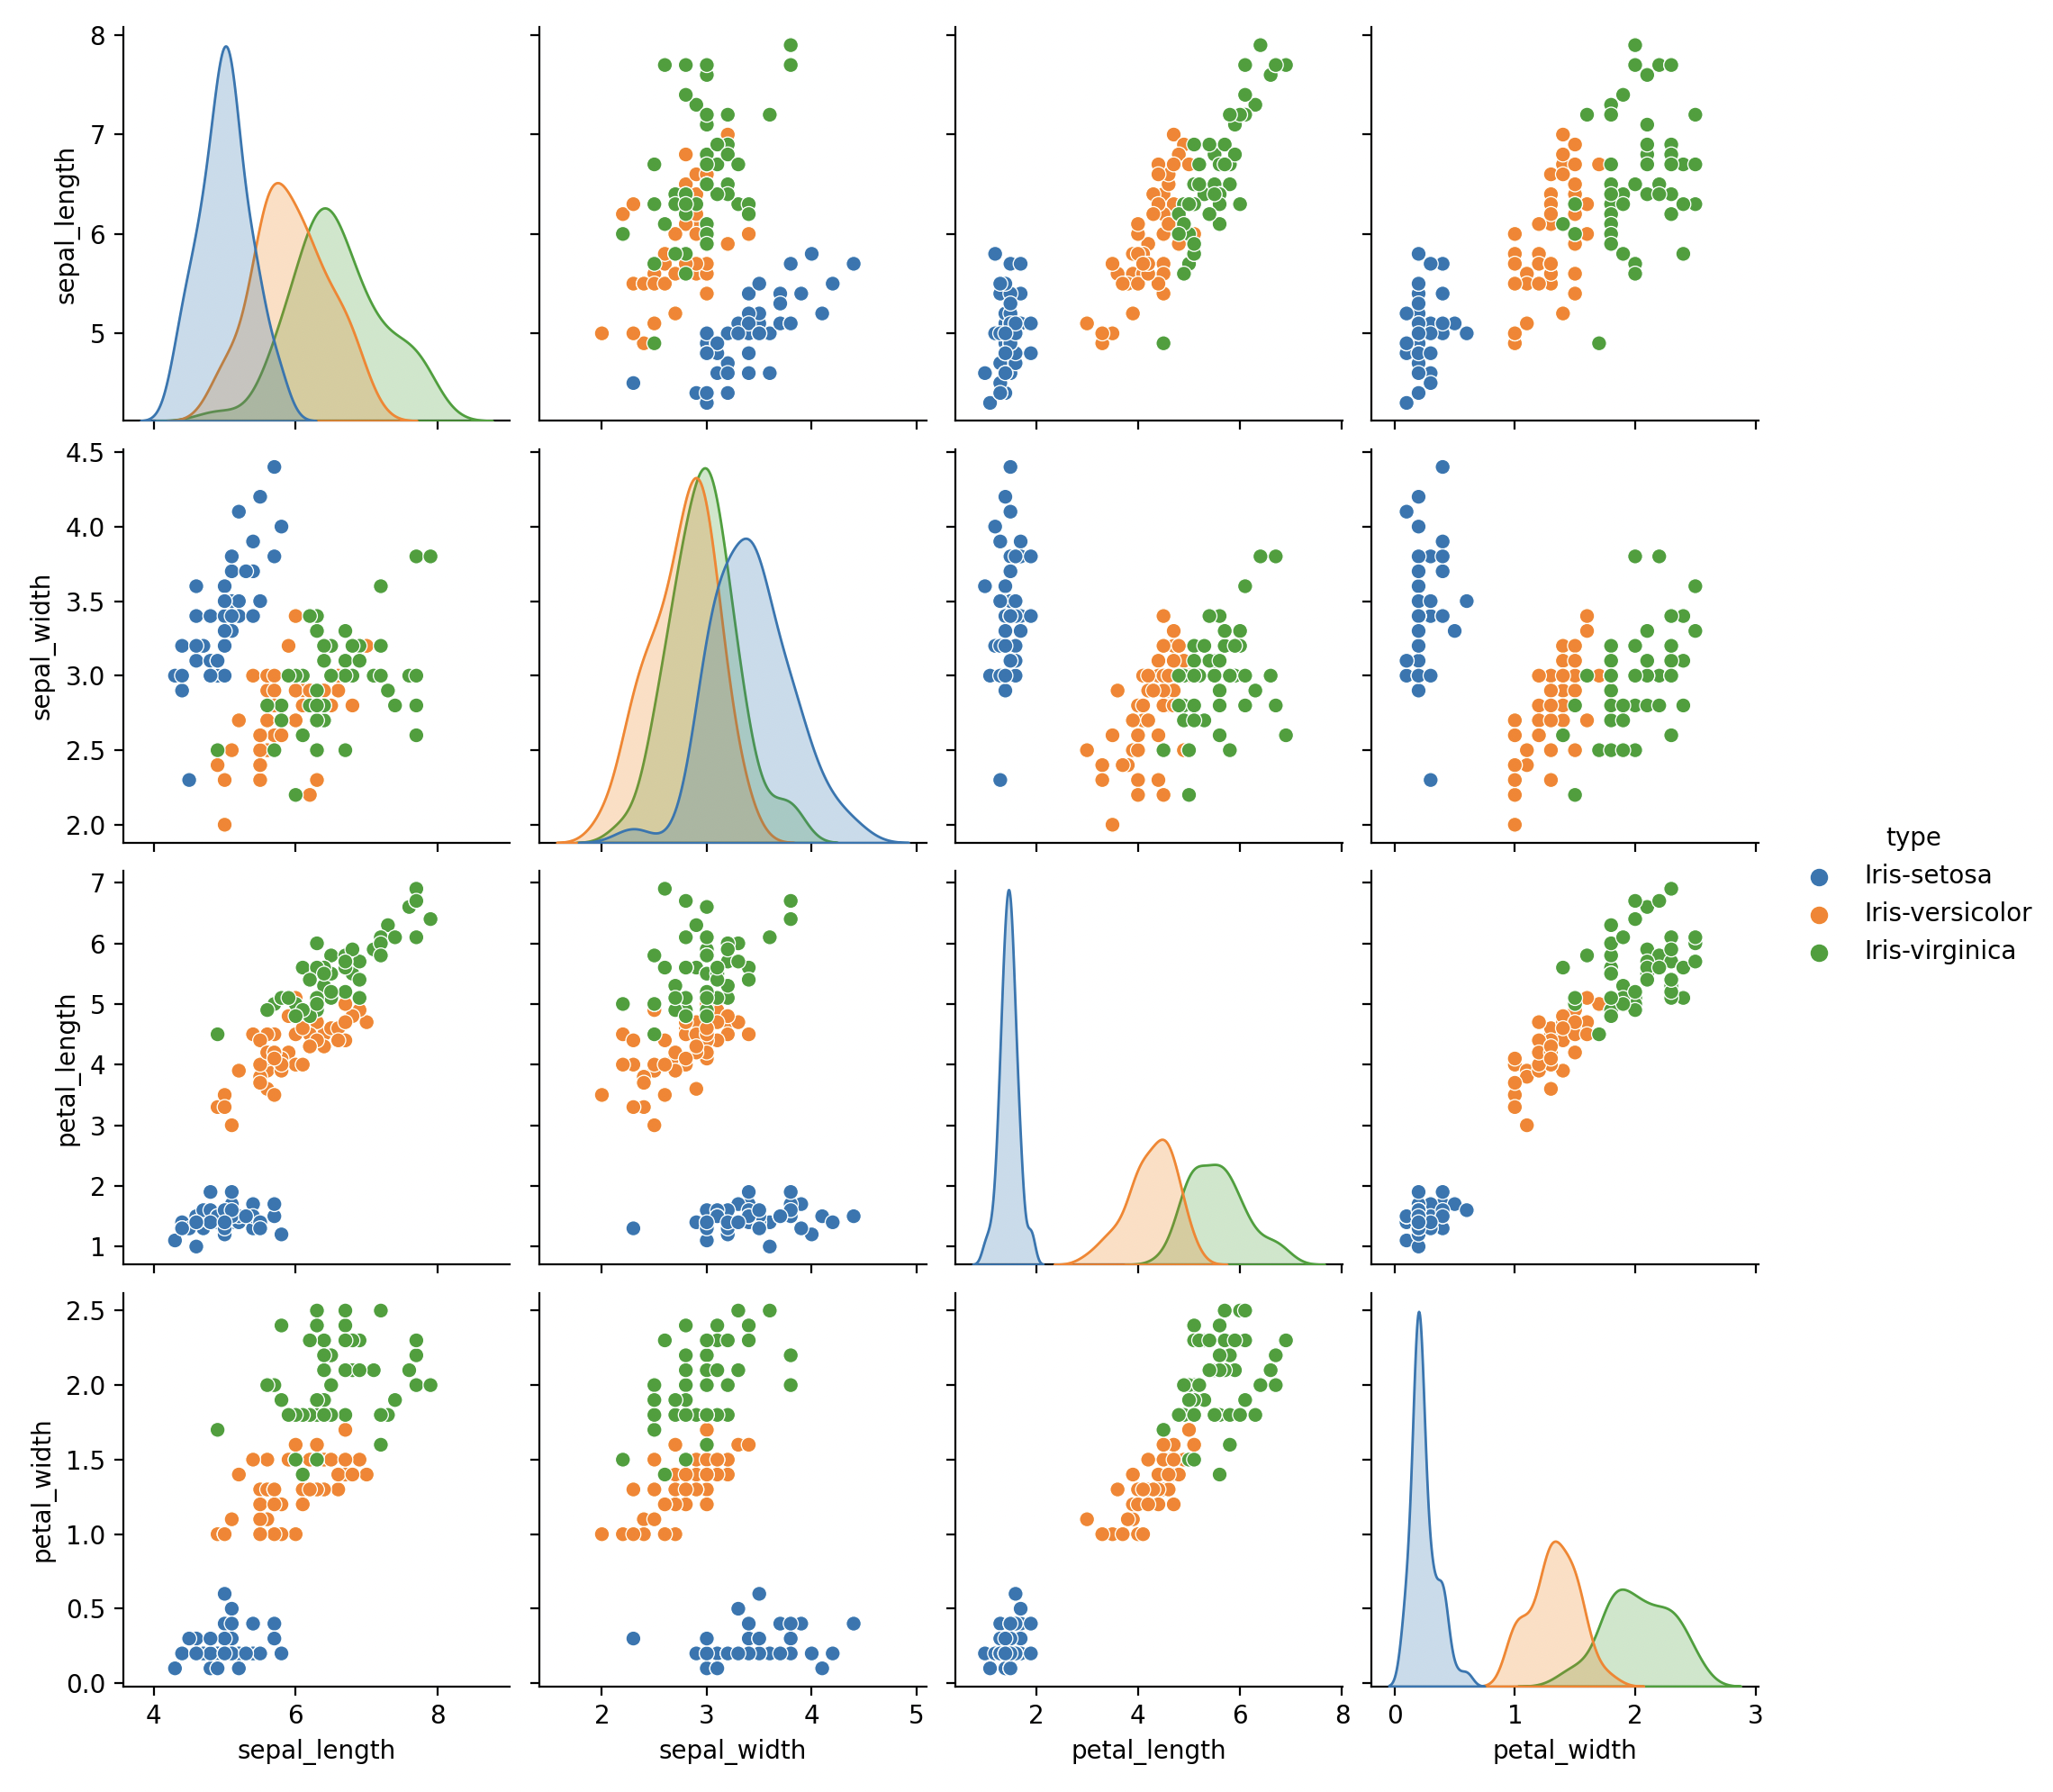 8
7
6
5
sepal_length
4.5
4.0
3.5
3.0
2.5
2.0
sepal_width
7
6
5
4
3
2
1
petal_length
2.5
2.0
1.5
1.0
0.5
0.0
petal_width
4 6 8
sepal_length
2 3 4 5
sepal_width
2 4 6 8
petal_length
0 1 2 3
petal_width
type
Iris-setosa
Iris-versicolor
Iris-virginica